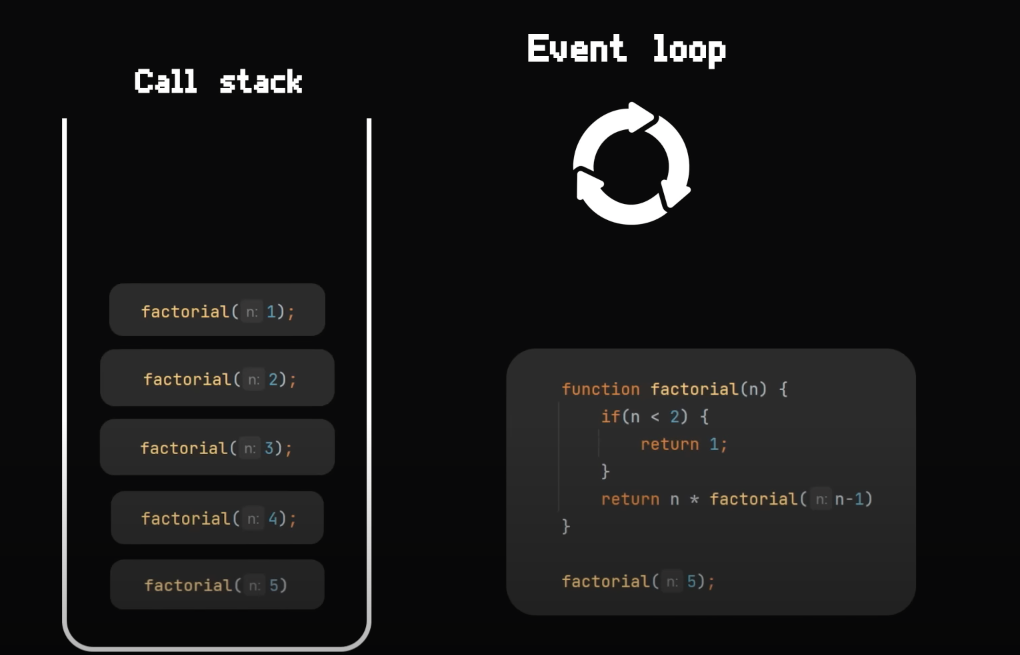 Call stack
factorial( n: 1);
factorial( n: 2);
factorial( n: 3);
factorial( n: 4);
factorial( n: 5)
Event loop
function factorial(n) {
    if(n < 2) {
        return 1;
    }
    return n * factorial( n: n-1)
}
factorial( n: 5);